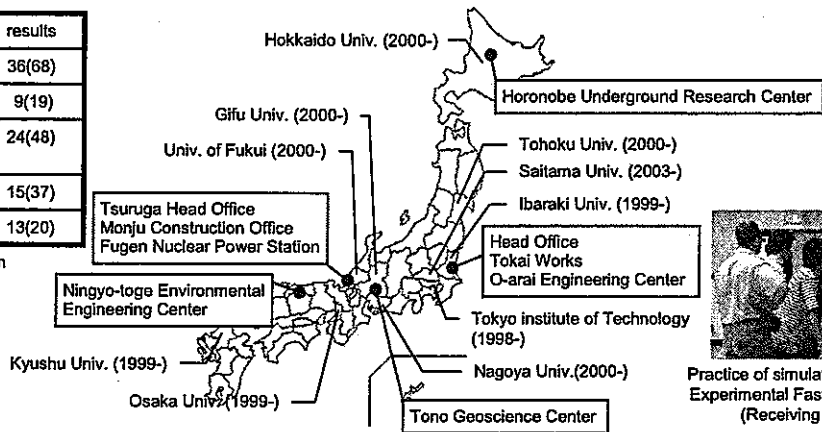 results
36(68)
9(19)
24(48)
15(37)
13(20)
Hokkaido Univ. (2000-)
Horonobe Underground Research Center
Gifu Univ. (2000-)
Univ. of Fukui (2000-)
Tohoku Univ. (2000-)
Saitama Univ. (2003-)
Ibaraki Univ. (1999-)
Tsuruga Head Office
Monju Construction Office
Fugen Nuclear Power Station
Head Office
Tokai Works
O-arai Engineering Center
Ningyo-toge Environmental
Engineering Center
Tokyo institute of Technology
(1998-)
Kyushu Univ. (1999-)
Nagoya Univ.(2000-)
Osaka Univ. (1999-)
Tono Geoscience Center
Practice of simula
Experimental Fas
(Receiving